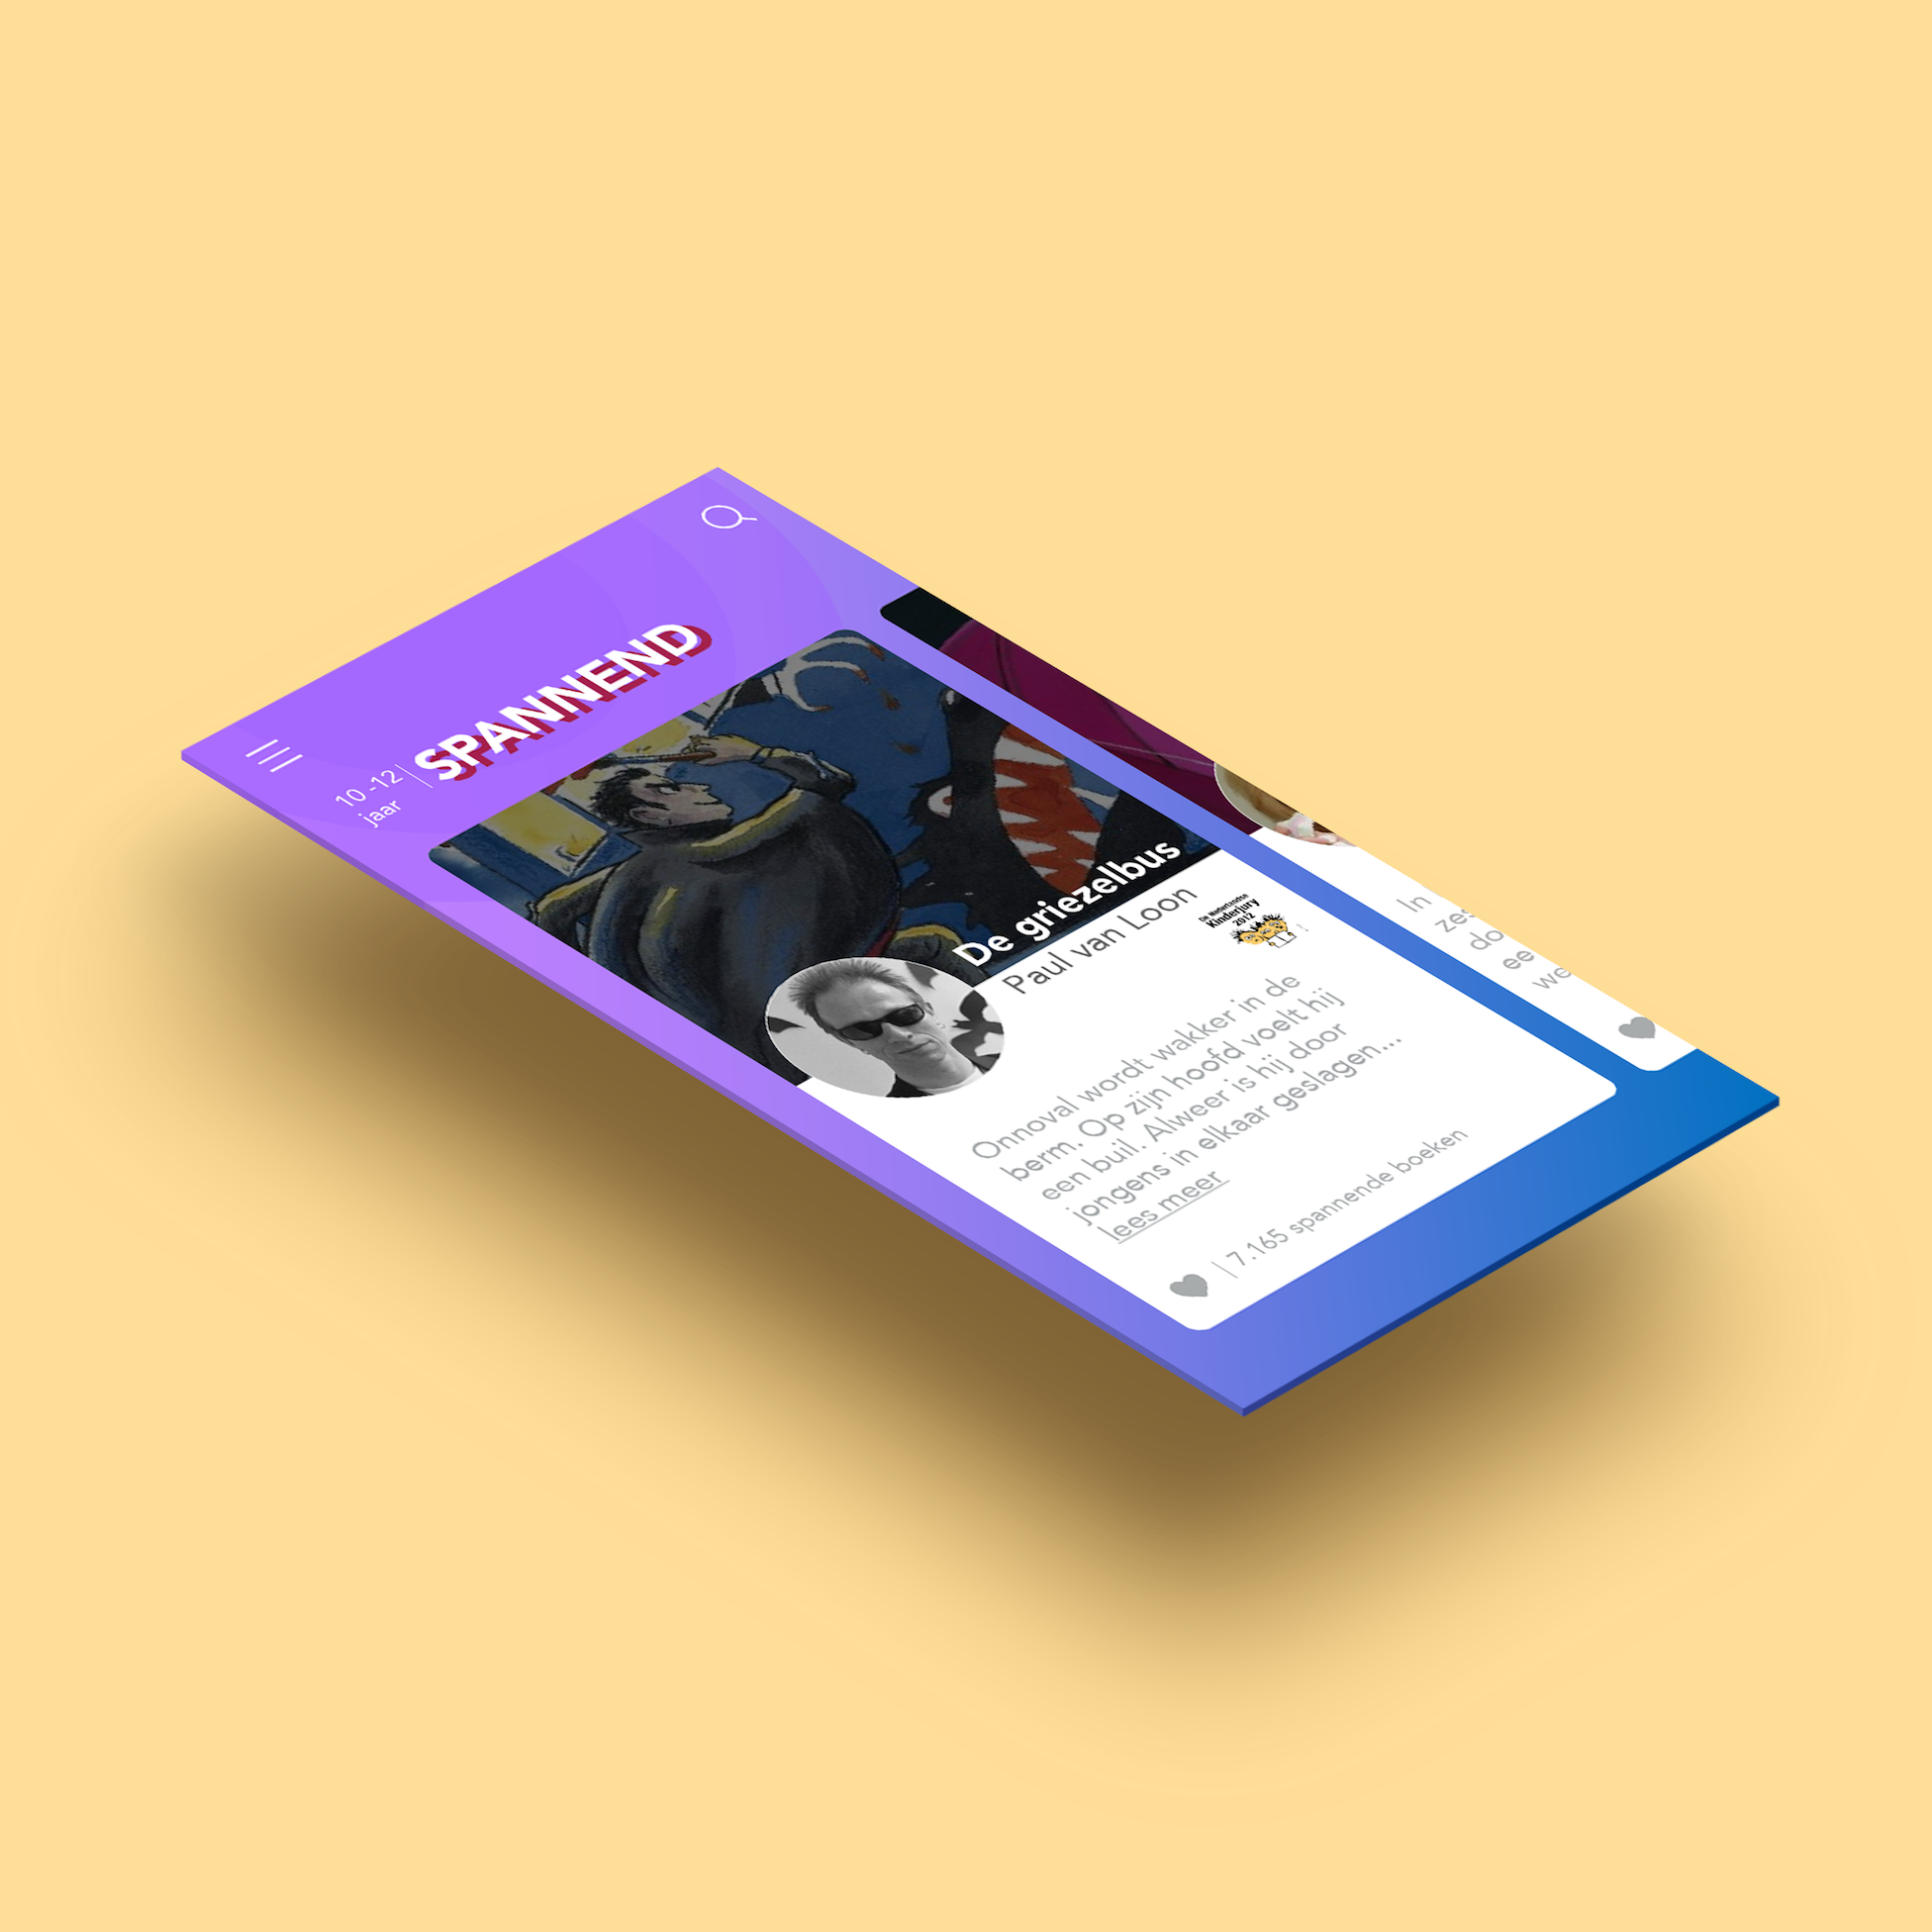 10-12
jaar
SPANNEND
De griezelbus
Paul van Loon
De Nederlandse
Kinderjury
2012
Onnoval wordt wakker in de
berm. Op zijn hoofd voelt hij
een buil. Alweer is hij door
jongens in elkaar geslagen...
lees meer
| 7.165 spannende boeken
In
zes
do
ee
we